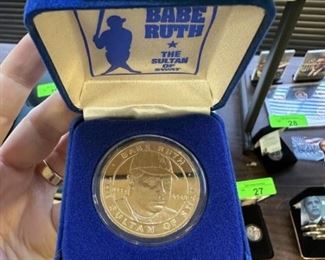 BABE
RUTH
THE
SULTAN
OF
SWAT
BABE RUTH
SULTAN OF SWAT
28
27